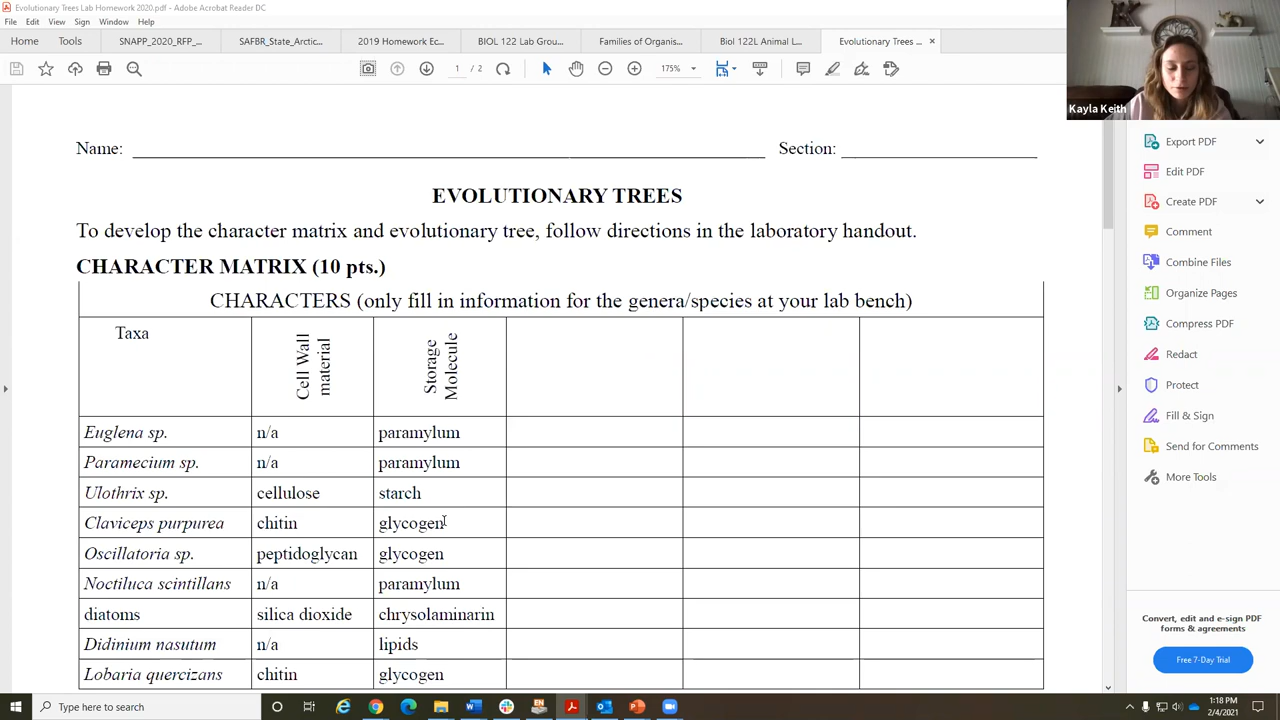 Evolutionary Trees Lab Homework 2020.pdf - Adobe Acrobat Reader DC
File Edit View Sign Window Help
Home Tools SNAPP_2020_RFP_... SAFBR_State_Arctic... 2019 Homework Ec... BIOL 122 Lab Grou... Families of Organis... Biol 122L Animal L... Evolutionary Trees ... ×
1 / 2 175%
Kayla Keith
Name: Section:
EVOLUTIONARY TREES
To develop the character matrix and evolutionary tree, follow directions in the laboratory handout.
CHARACTER MATRIX (10 pts.)
CHARACTERS (only fill in information for the genera/species at your lab bench)
Taxa
Cell Wall
material
Storage
Molecule
Euglena sp. n/a paramylum
Paramecium sp. n/a paramylum
Ulothrix sp. cellulose starch
Claviceps purpurea chitin glycogen
Oscillatoria sp. peptidoglycan glycogen
Noctiluca scintillans n/a paramylum
diatoms silica dioxide chrysolaminarin
Didinium nasutum n/a lipids
Lobaria quercizans chitin glycogen
Export PDF
Edit PDF
Create PDF
Comment
Combine Files
Organize Pages
Compress PDF
Redact
Protect
Fill & Sign
Send for Comments
More Tools
Convert, edit and e-sign PDF
forms & agreements
Free 7-Day Trial
Type here to search
1:18 PM
2/4/2021